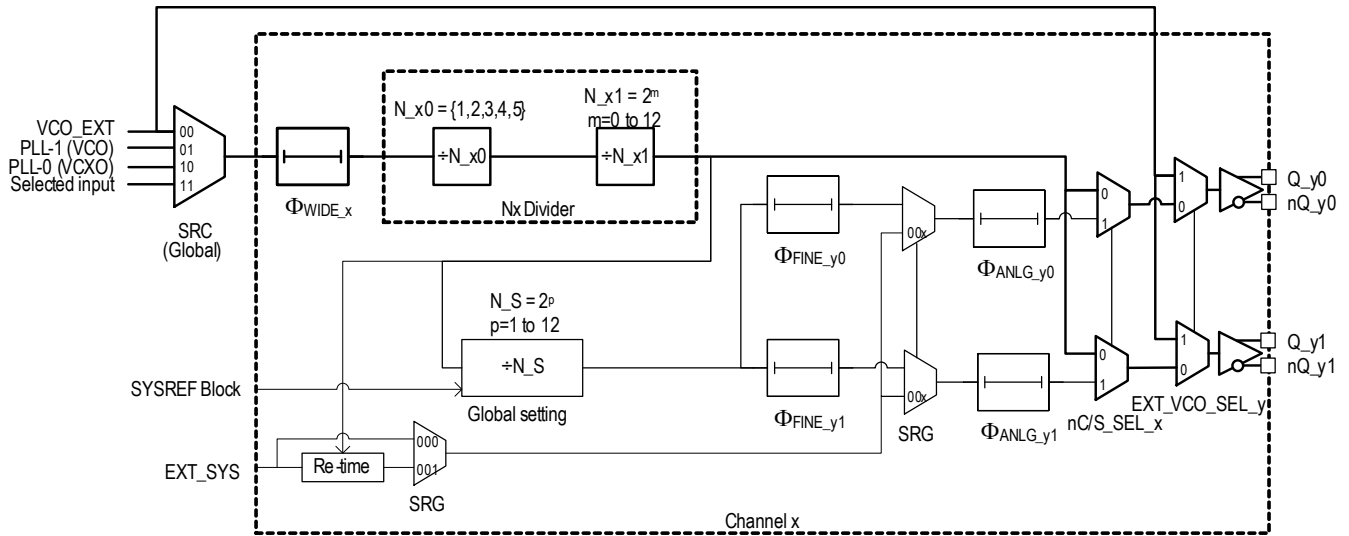 VCO_EXT
PLL-1 (VCO)
PLL-0 (VCXO)
Selected input
00
01
10
11
SRC
(Global)
ΦWIDE_x
N_x0 = {1,2,3,4,5}
÷N_x0
N_x1 = 2ᵐ
m=0 to 12
÷N_x1
Nx Divider
ΦFINE_y0
00x
ΦANLG_y0
0
1
1
0
Q_y0
nQ_y0
N_S = 2ᵖ
p=1 to 12
÷N_S
Global setting
SYSREF Block
ΦFINE_y1
00x
SRG
ΦANLG_y1
0
1
nC/S_SEL_x
1
0
EXT_VCO_SEL_y
Q_y1
nQ_y1
EXT_SYS
Re-time
000
001
SRG
Channel x